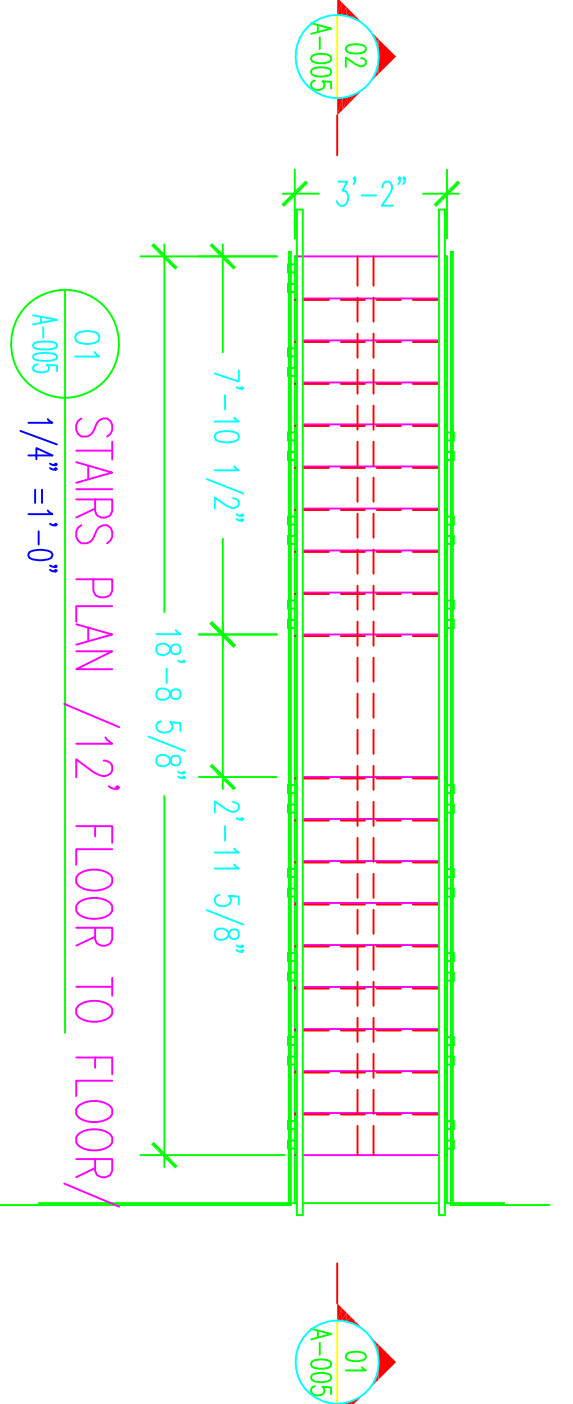 02
A-005
3'-2"
7'-10 1/2"
2'-11 5/8"
18'-8 5/8"
01
A-005
STAIRS PLAN /12' FLOOR TO FLOOR/
1/4" =1'-0"
01
A-005